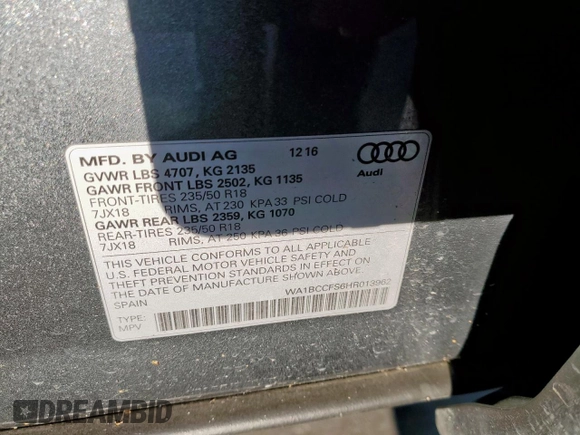 MFD. BY AUDI AG 12 16
GVWR LBS 4707, KG 2135
GAWR FRONT LBS 2502, KG 1135
FRONT-TIRES 235/50 R18
7JX18 RIMS, AT 230 KPA 33 PSI COLD
GAWR REAR LBS 2359, KG 1070
REAR-TIRES 235/50 R18
7JX18 RIMS, AT 250 KPA 36 PSI COLD
Audi
THIS VEHICLE CONFORMS TO ALL APPLICABLE
U.S. FEDERAL MOTOR VEHICLE SAFETY AND
THEFT PREVENTION STANDARDS IN EFFECT ON
THE DATE OF MANUFACTURE SHOWN ABOVE.
SPAIN WA1BCCFS6HR013962
TYPE:
MPV
DREAMBID